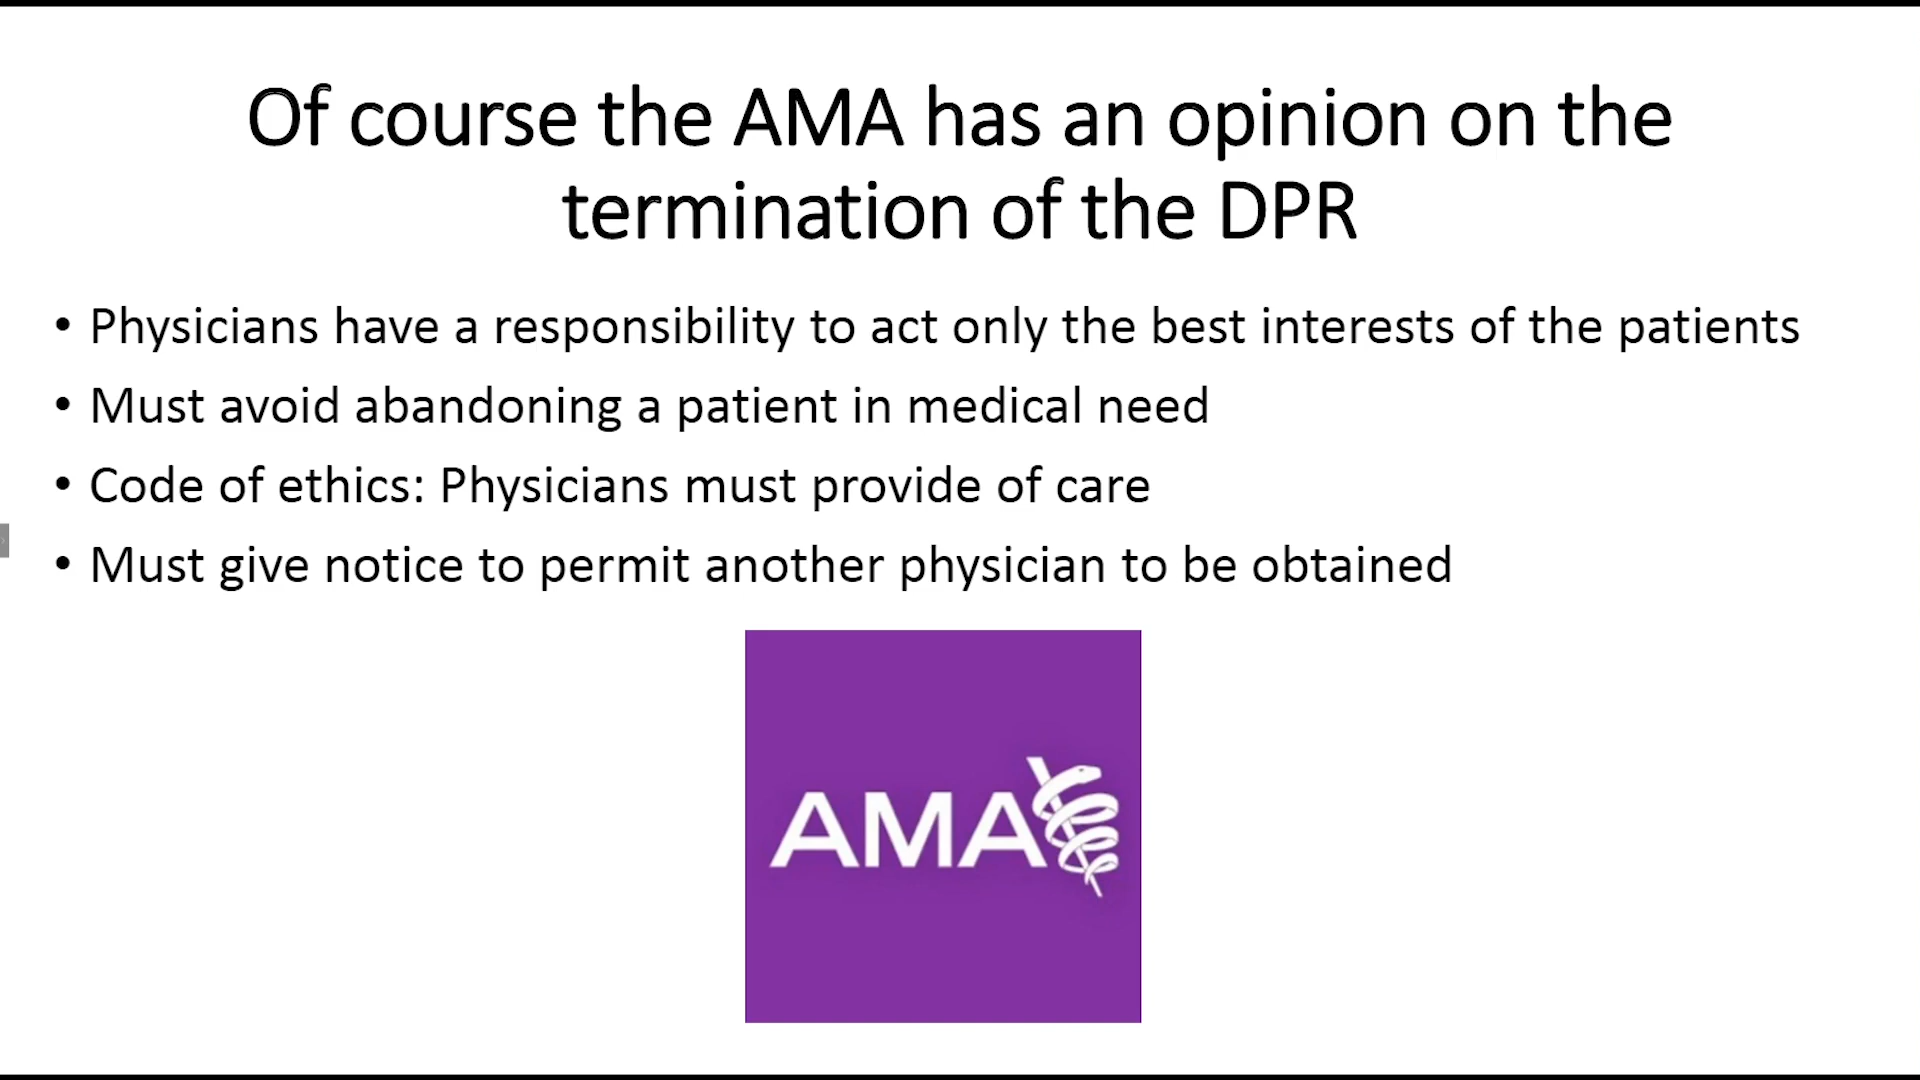 Of course the AMA has an opinion on the
termination of the DPR
• Physicians have a responsibility to act only the best interests of the patients
• Must avoid abandoning a patient in medical need
• Code of ethics: Physicians must provide of care
• Must give notice to permit another physician to be obtained
AMA